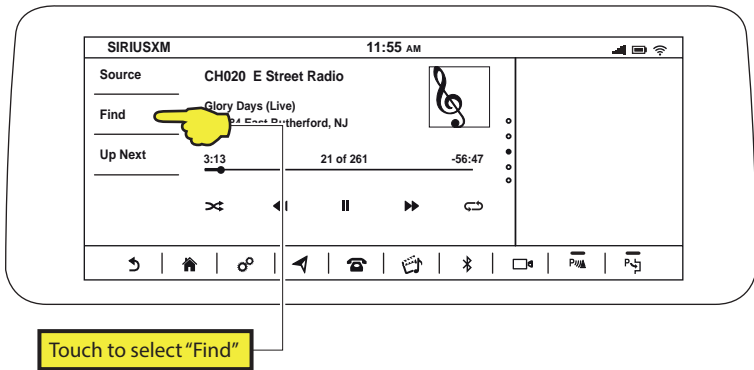 SIRIUSXM 11:55 AM
Source
CH020 E Street Radio
Find
Glory Days (Live)
84 East Rutherford, NJ
Up Next
3:13 21 of 261 -56:47
P P
Touch to select “Find”